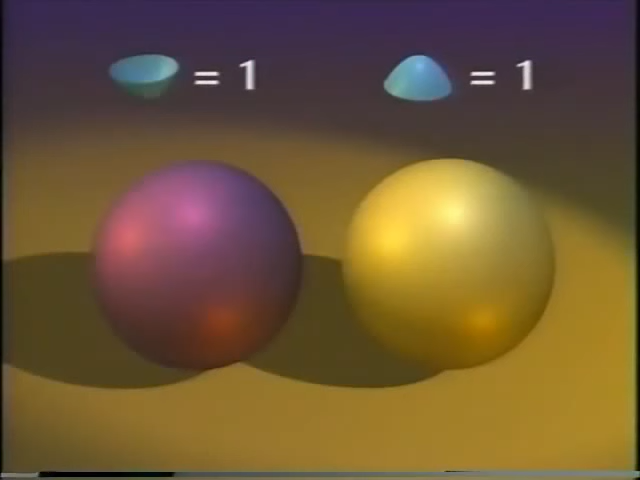 = 1 = 1